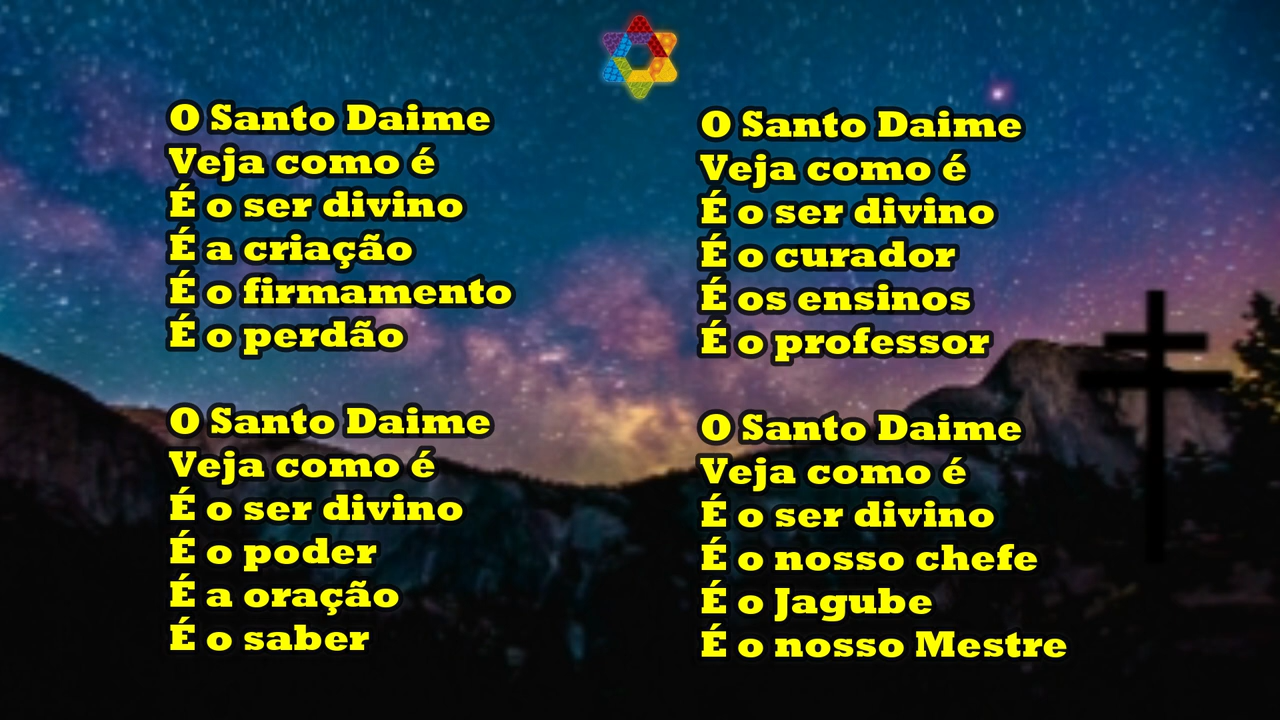 O Santo Daime
Veja como é
É o ser divino
É a criação
É o firmamento
É o perdão
O Santo Daime
Veja como é
É o ser divino
É o poder
É a oração
É o saber
O Santo Daime
Veja como é
É o ser divino
É o curador
É os ensinos
É o professor
O Santo Daime
Veja como é
É o ser divino
É o nosso chefe
É o Jagube
É o nosso Mestre